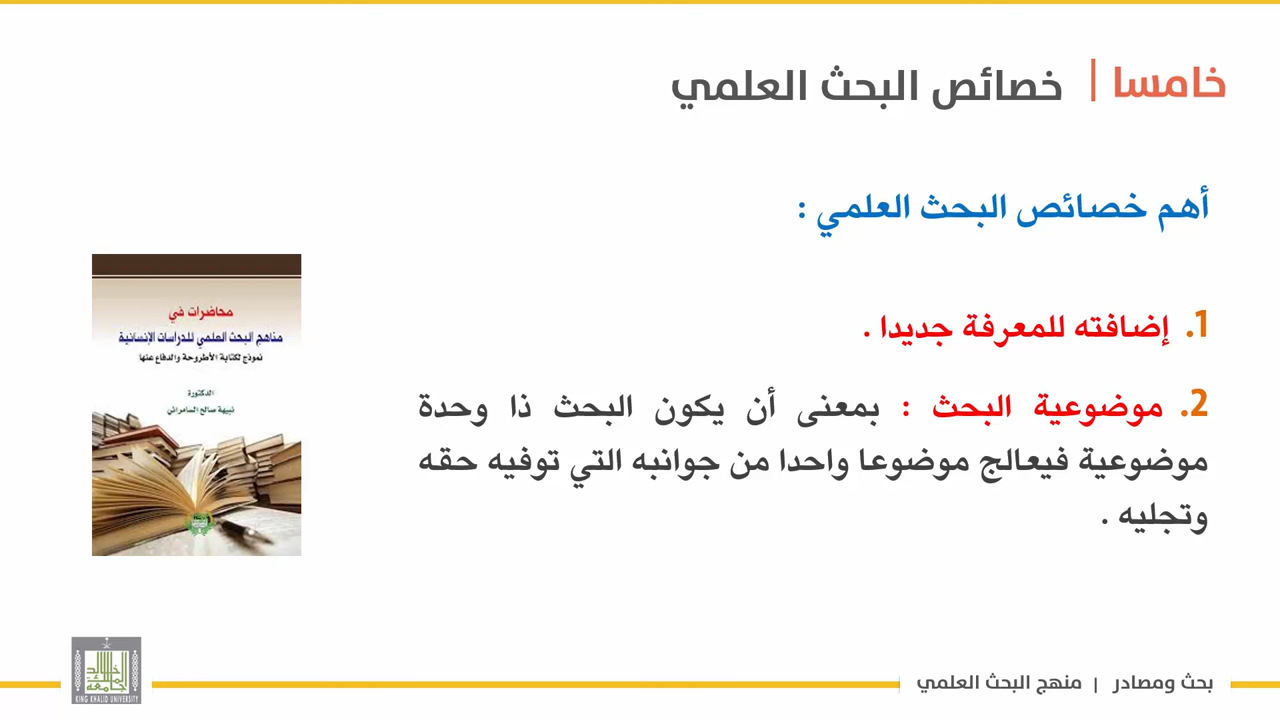 خامسا | خصائص البحث العلمي
أهم خصائص البحث العلمي :
1. إضافته للمعرفة جديدا .
2. موضوعية البحث : بمعنى أن يكون البحث ذا وحدة
موضوعية فيعالج موضوعا واحدا من جوانبه التي توفيه حقه
وتجليه .
محاضرات في
مناهج البحث العلمي للدراسات الإنسانية
نموذج لكتابة الأطروحة والدفاع عنها
الدكتورة
نبيهة صالح السامرائي
جامعة الملك خالد
KING KHALID UNIVERSITY
بحث ومصادر | منهج البحث العلمي